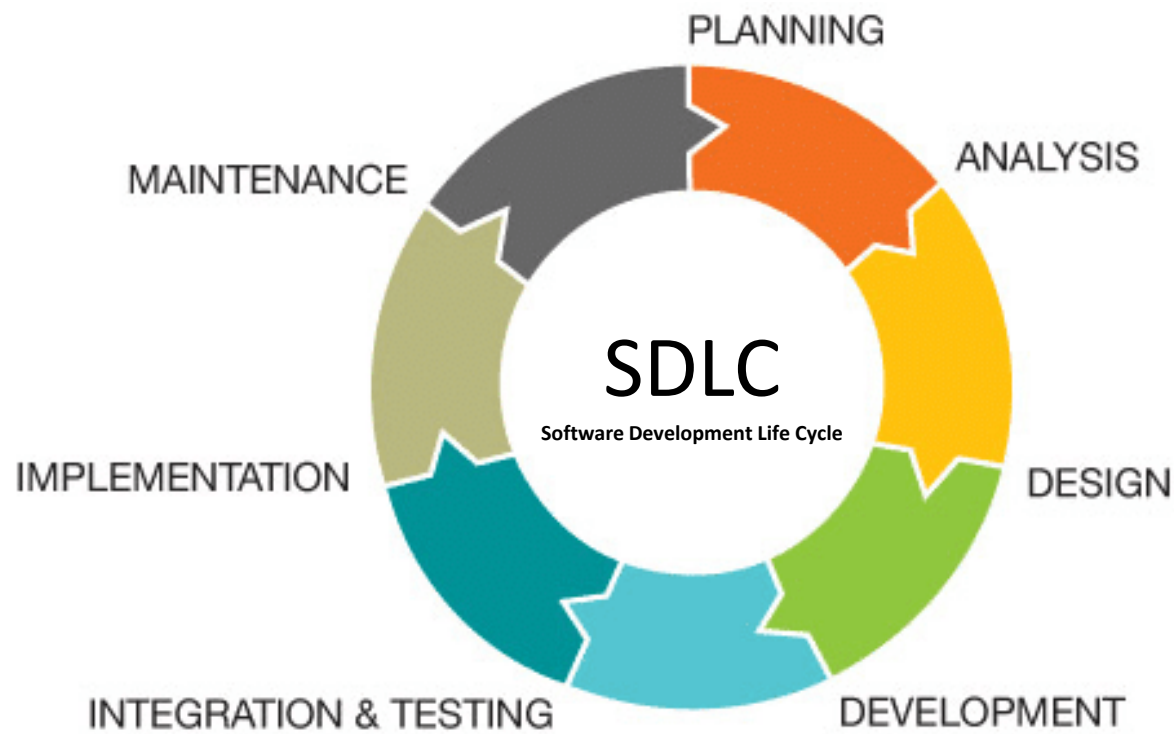 PLANNING
ANALYSIS
MAINTENANCE
SDLC
Software Development Life Cycle
IMPLEMENTATION
DESIGN
INTEGRATION & TESTING
DEVELOPMENT